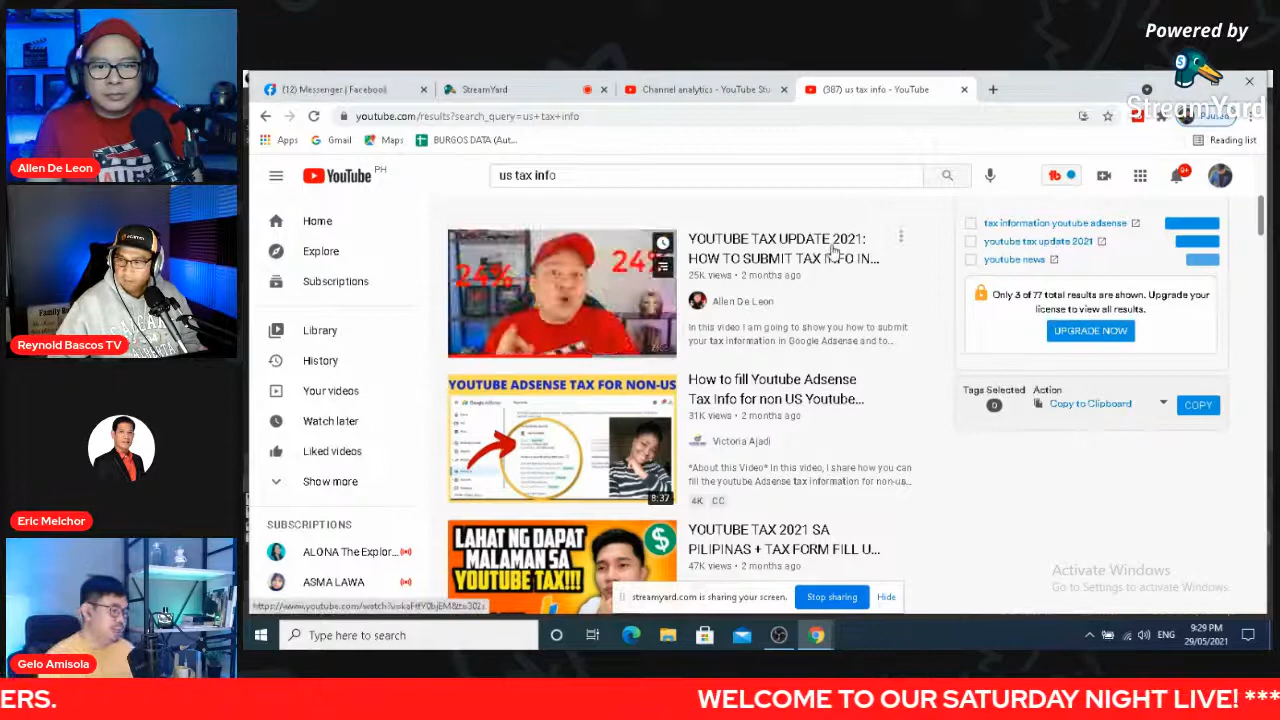 Powered by
StreamYard
Allen De Leon
Reynold Bascos TV
Eric Melchor
Gelo Amisola
(12) Messenger | Facebook
StreamYard
Channel analytics - YouTube Stu
(387) us tax info - YouTube
youtube.com/results?search_query=us+tax+info
Paused
Apps
Gmail
Maps
BURGOS DATA (Aut...
Reading list
YouTube PH
us tax info
9+
Home
Explore
Subscriptions
Library
History
Your videos
Watch later
Liked videos
Show more
SUBSCRIPTIONS
ALONA The Explor...
ASMA LAWA
24%
24%
YOUTUBE TAX UPDATE 2021:
HOW TO SUBMIT TAX INFO IN...
25K views • 2 months ago
Allen De Leon
In this video I am going to show you how to submit
your tax information in Google Adsense and to...
YOUTUBE ADSENSE TAX FOR NON-US
8:37
How to fill Youtube Adsense
Tax Info for non US Youtube...
31K views • 2 months ago
Victoria Ajadi
*About this Video* In this video, I share how you can
fill the youtube Adsense tax information for non-us...
4K CC
LAHAT NG DAPAT
MALAMAN SA
YOUTUBE TAX!!!
$
YOUTUBE TAX 2021 SA
PILIPINAS + TAX FORM FILL U...
47K views • 2 months ago
tax information youtube adsense
youtube tax update 2021
youtube news
Only 3 of 77 total results are shown. Upgrade your
license to view all results.
UPGRADE NOW
Tags Selected
0
Action
Copy to Clipboard
COPY
Activate Windows
Go to Settings to activate Windows.
streamyard.com is sharing your screen.
Stop sharing
Hide
Type here to search
ENG
9:29 PM
29/05/2021
ERS.
WELCOME TO OUR SATURDAY NIGHT LIVE! ***